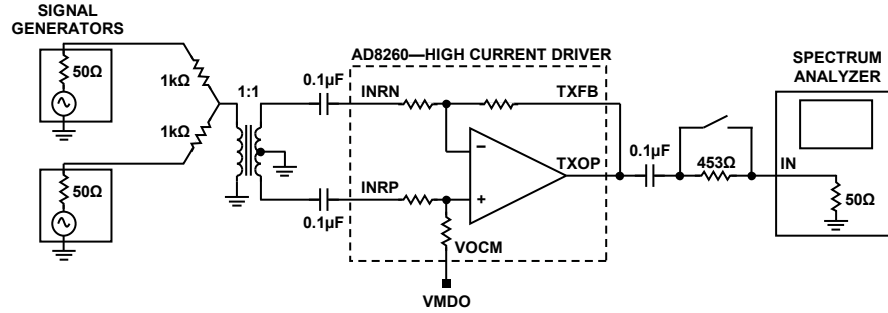 SIGNAL
GENERATORS
50Ω
1kΩ
1kΩ
50Ω
1:1
0.1µF
0.1µF
AD8260—HIGH CURRENT DRIVER
INRN
TXFB
TXOP
INRP
VOCM
VMDO
0.1µF
453Ω
SPECTRUM
ANALYZER
IN
50Ω